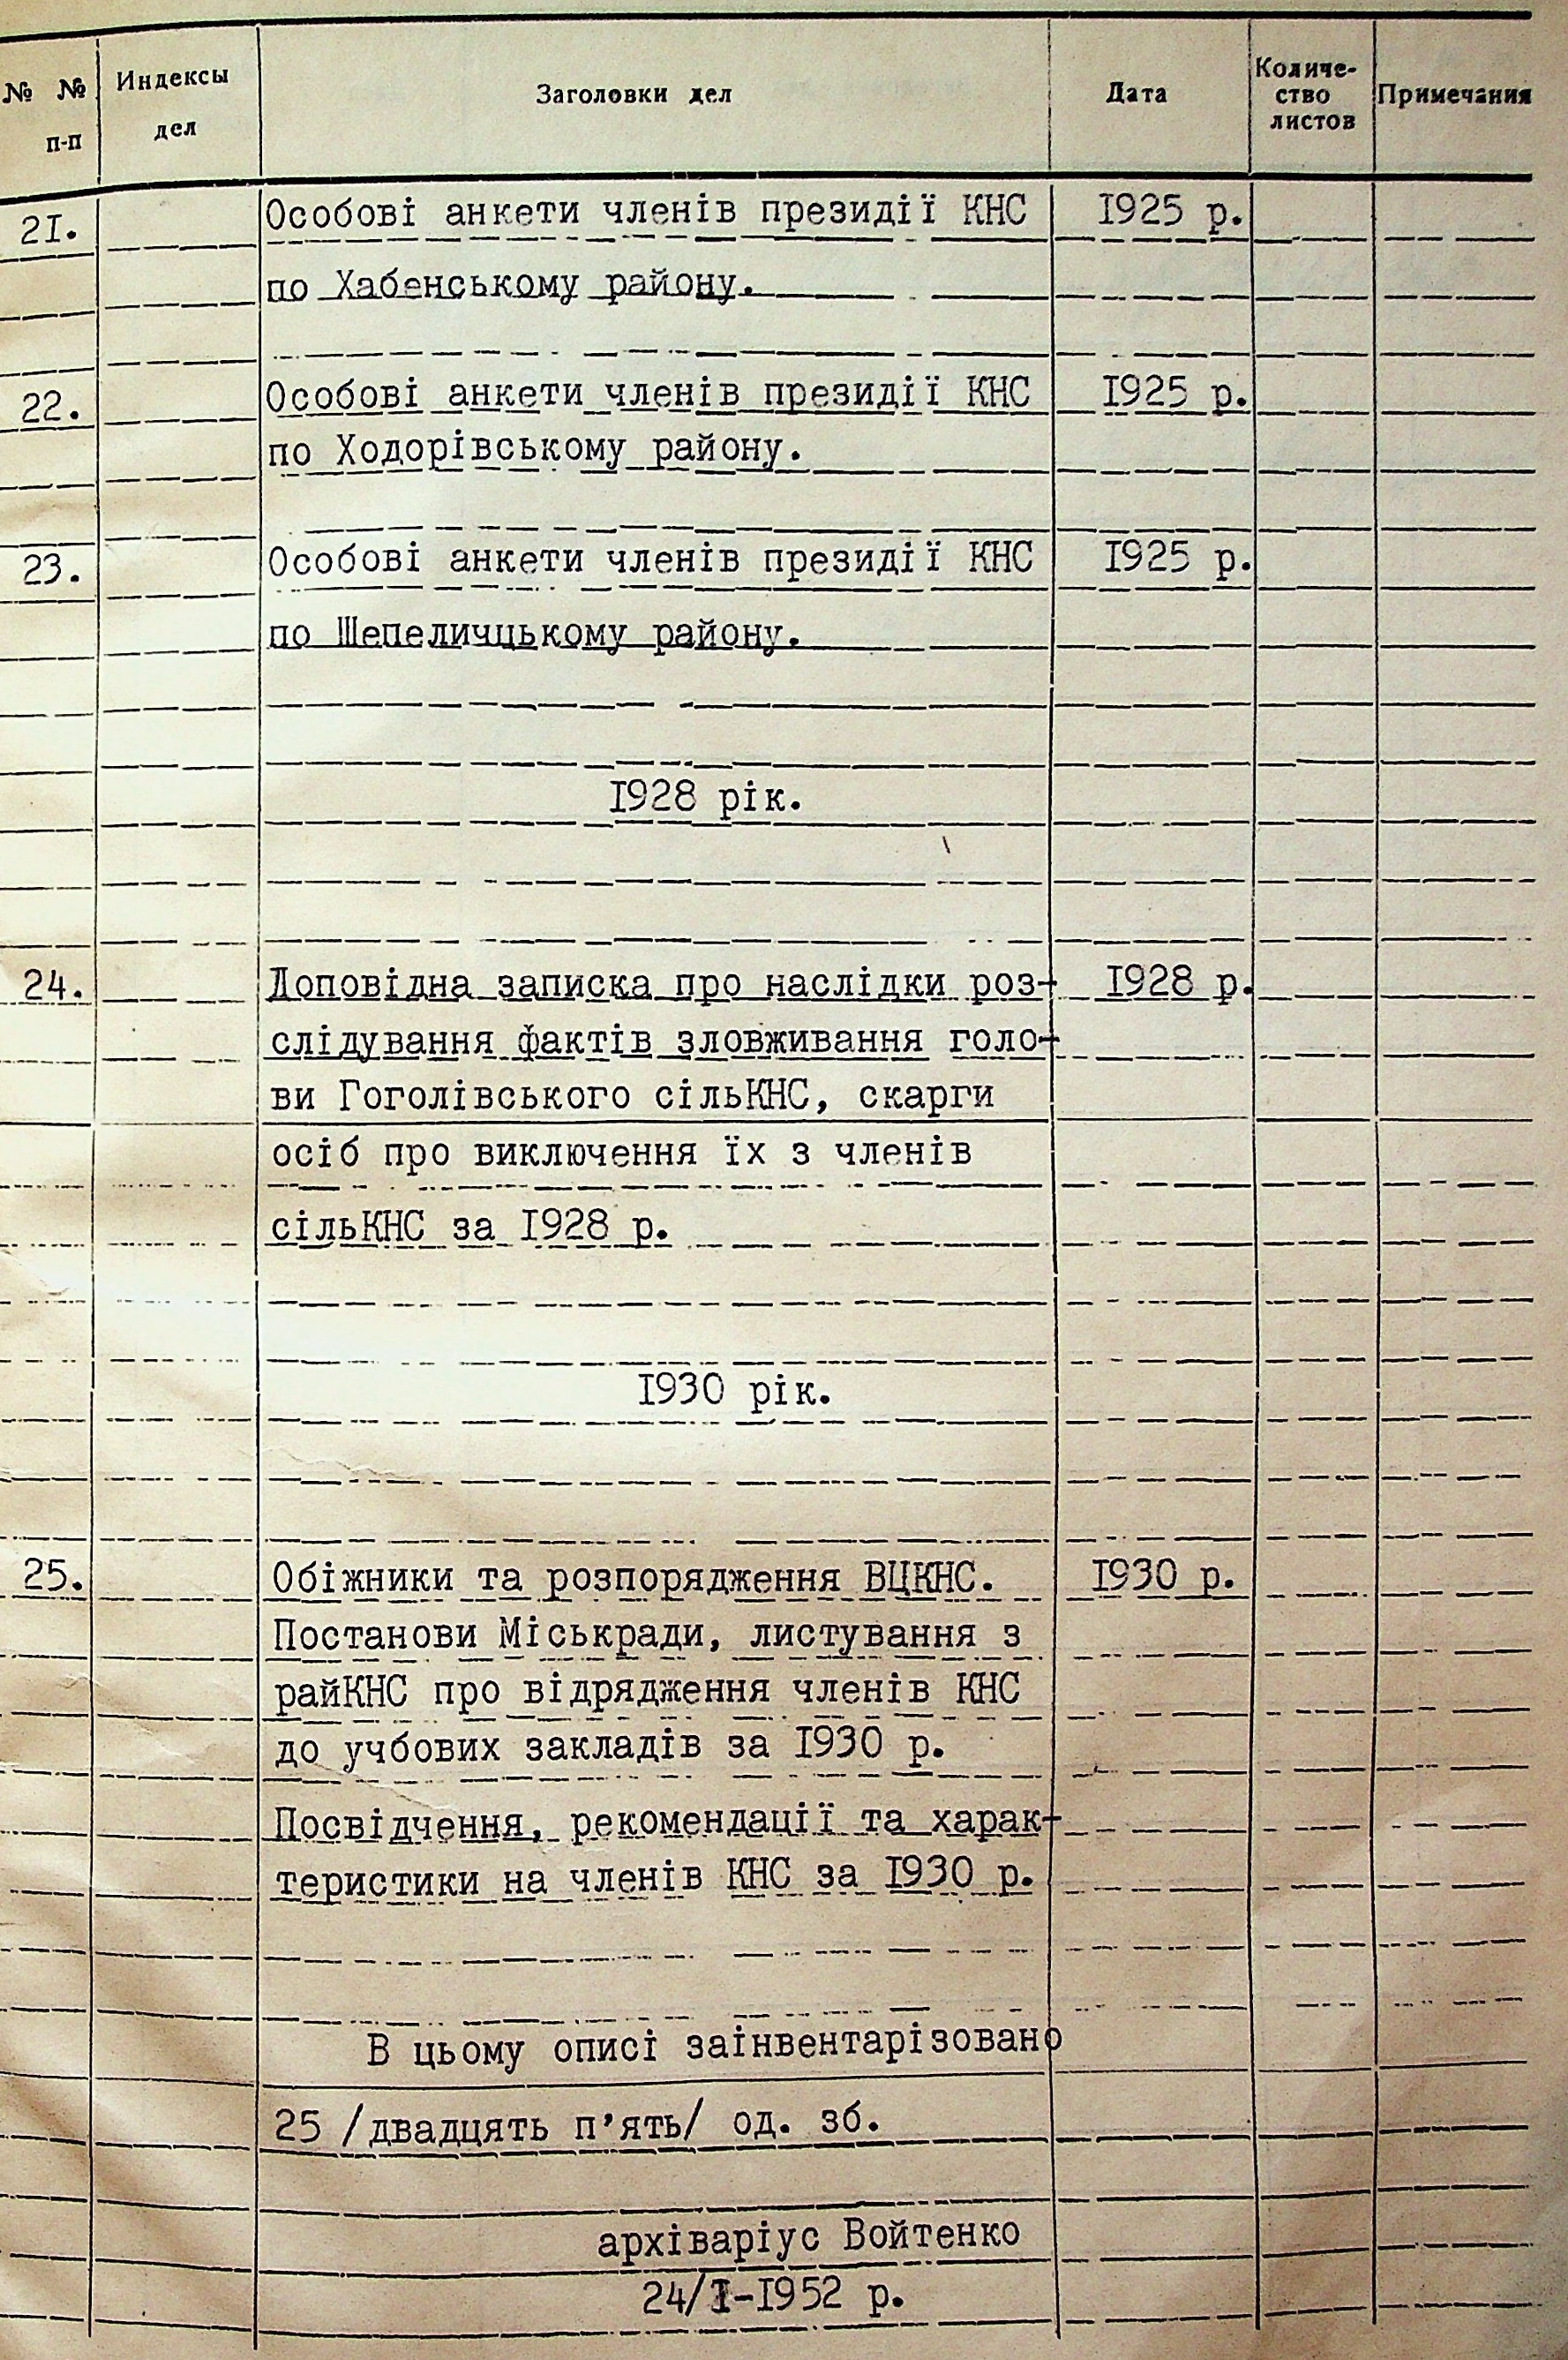 № № п-п
Индексы дел
Заголовки дел
Дата
Количе-
ство
листов
Примечания
21. Особові анкети членів президії КНС 1925 р.
по Хабенському району.
22. Особові анкети членів президії КНС 1925 р.
по Ходорівському району.
23. Особові анкети членів президії КНС 1925 р.
по Шепеличцькому району.
1928 рік.
24. Доповідна записка про наслідки роз- 1928 р.
слідування фактів зловживання голо-
ви Гоголівського сільКНС, скарги
осіб про виключення їх з членів
сільКНС за 1928 р.
1930 рік.
25. Обіжники та розпорядження ВЦКНС. 1930 р.
Постанови Міськради, листування з
райКНС про відрядження членів КНС
до учбових закладів за 1930 р.
Посвідчення, рекомендації та харак-
теристики на членів КНС за 1930 р.
В цьому описі заінвентарізовано
25 /двадцять п'ять/ од. зб.
архіваріус Войтенко
24/I-1952 р.